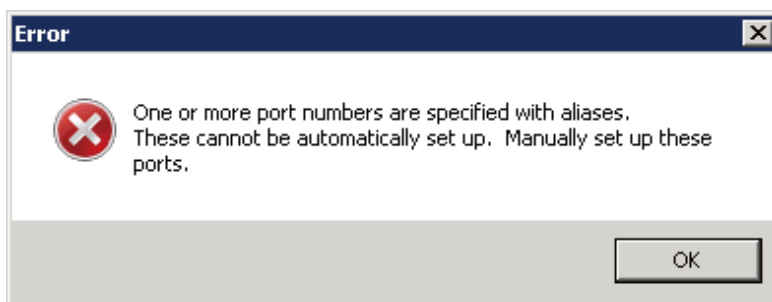 Error
One or more port numbers are specified with aliases.
These cannot be automatically set up.  Manually set up these
ports.
OK